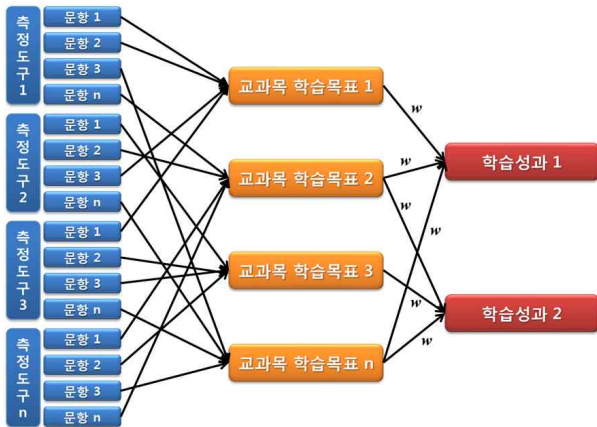 측정도구1
문항 1
문항 2
문항 3
문항 n
측정도구2
문항 1
문항 2
문항 3
문항 n
측정도구3
문항 1
문항 2
문항 3
문항 n
측정도구n
문항 1
문항 2
문항 3
문항 n
교과목 학습목표 1
교과목 학습목표 2
교과목 학습목표 3
교과목 학습목표 n
w
w
w
w
w
w
학습성과 1
학습성과 2